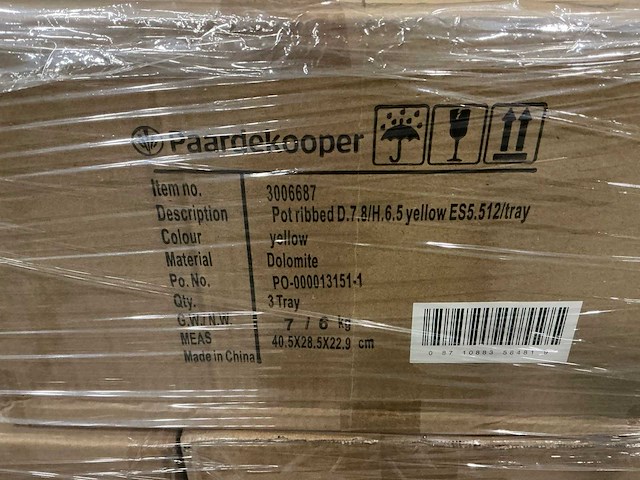 Paardekooper
Item no. 3006687
Description Pot ribbed D.7.8/H.6.5 yellow ES5.512/tray
Colour yellow
Material Dolomite
Po.No. PO-000013151-1
Qty. 3 Tray
G.W./N.W. 7 / 6 kg
MEAS 40.5X28.5X22.9 cm
Made in China